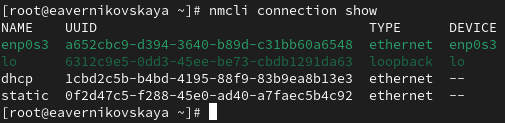 [root@eavernikovskaya ~]# nmcli connection show
NAME    UUID                                  TYPE      DEVICE
enp0s3  a652cbc9-d394-3640-b89d-c31bb60a6548  ethernet  enp0s3
lo      6312c9e5-0dd3-45ee-be73-cbdb1291da63  loopback  lo
dhcp    1cbd2c5b-b4bd-4195-88f9-83b9ea8b13e3  ethernet  --
static  0f2d47c5-f288-45e0-ad40-a7faec5b4c92  ethernet  --
[root@eavernikovskaya ~]#